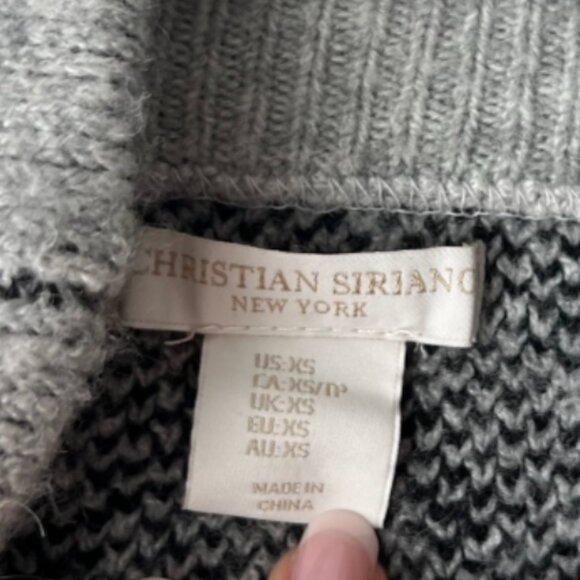 CHRISTIAN SIRIANO
NEW YORK
US:XS
CA:XS/TP
UK:XS
EU:XS
AU:XS
MADE IN
CHINA